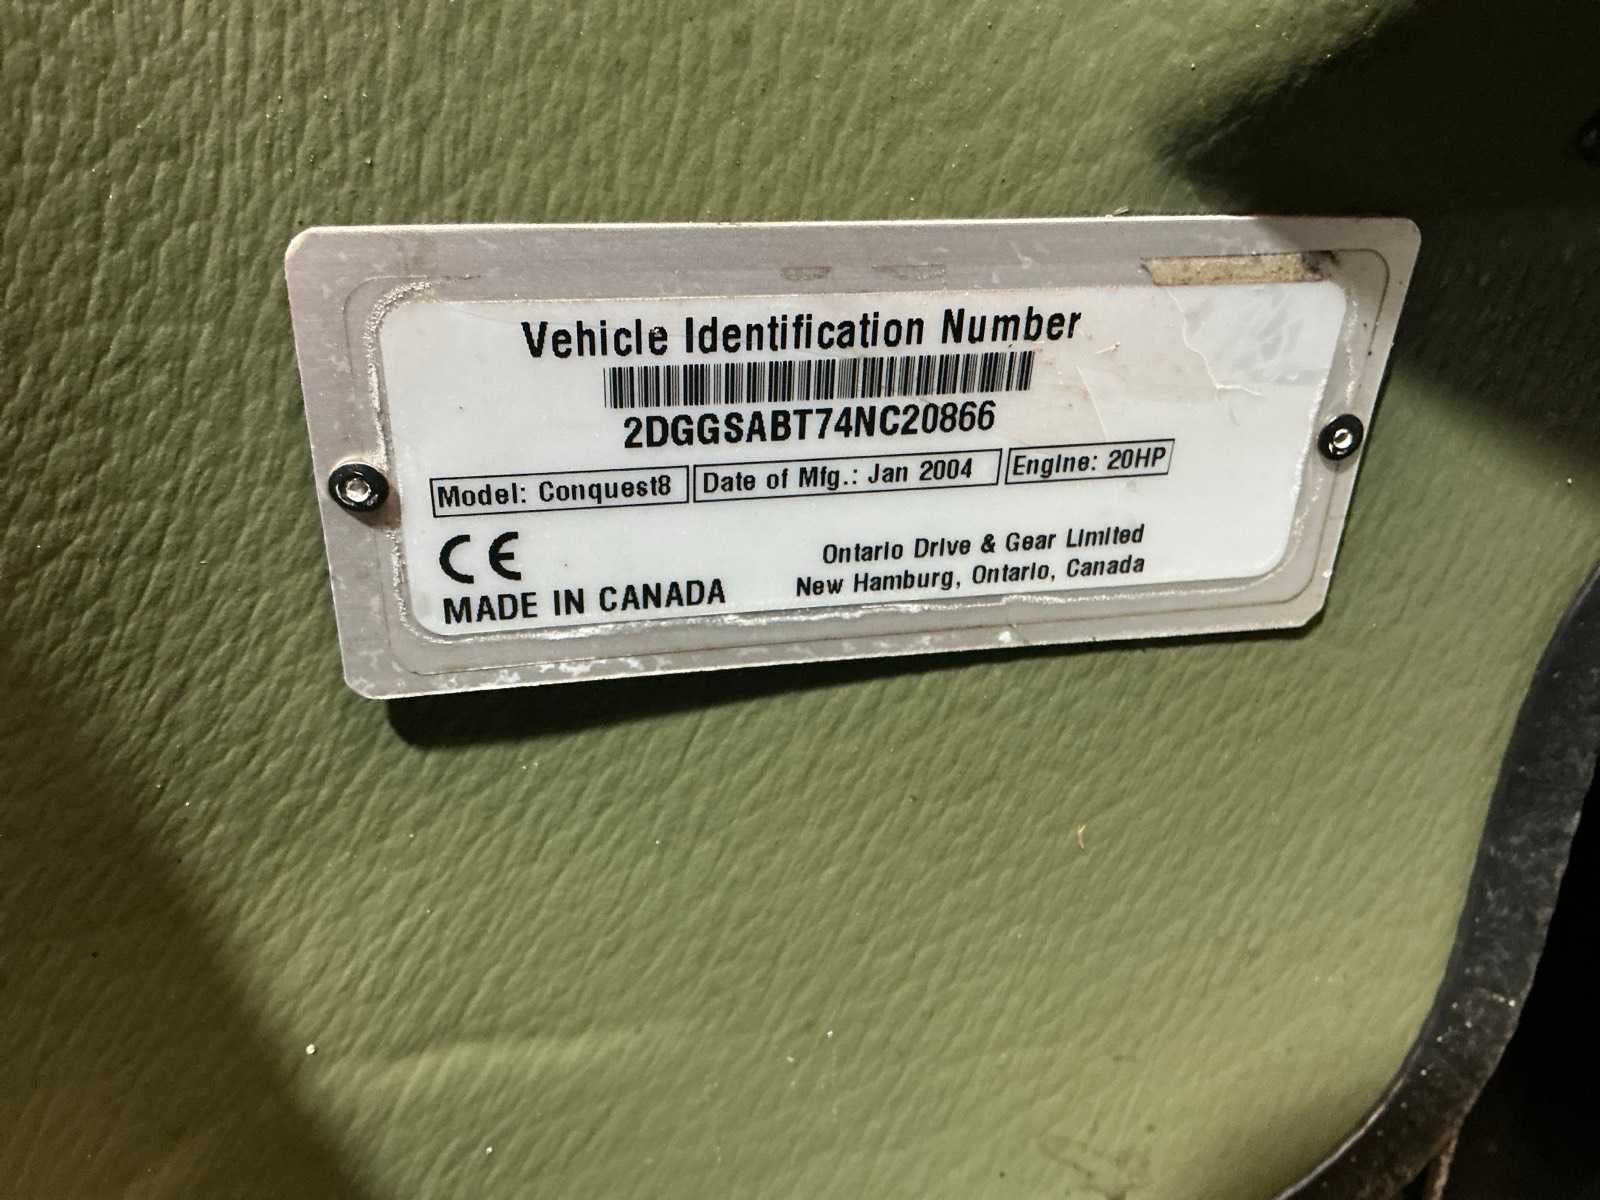 Vehicle Identification Number
2DGGSABT74NC20866
Model: Conquest8 Date of Mfg.: Jan 2004 Engine: 20HP
CE
MADE IN CANADA
Ontario Drive & Gear Limited
New Hamburg, Ontario, Canada